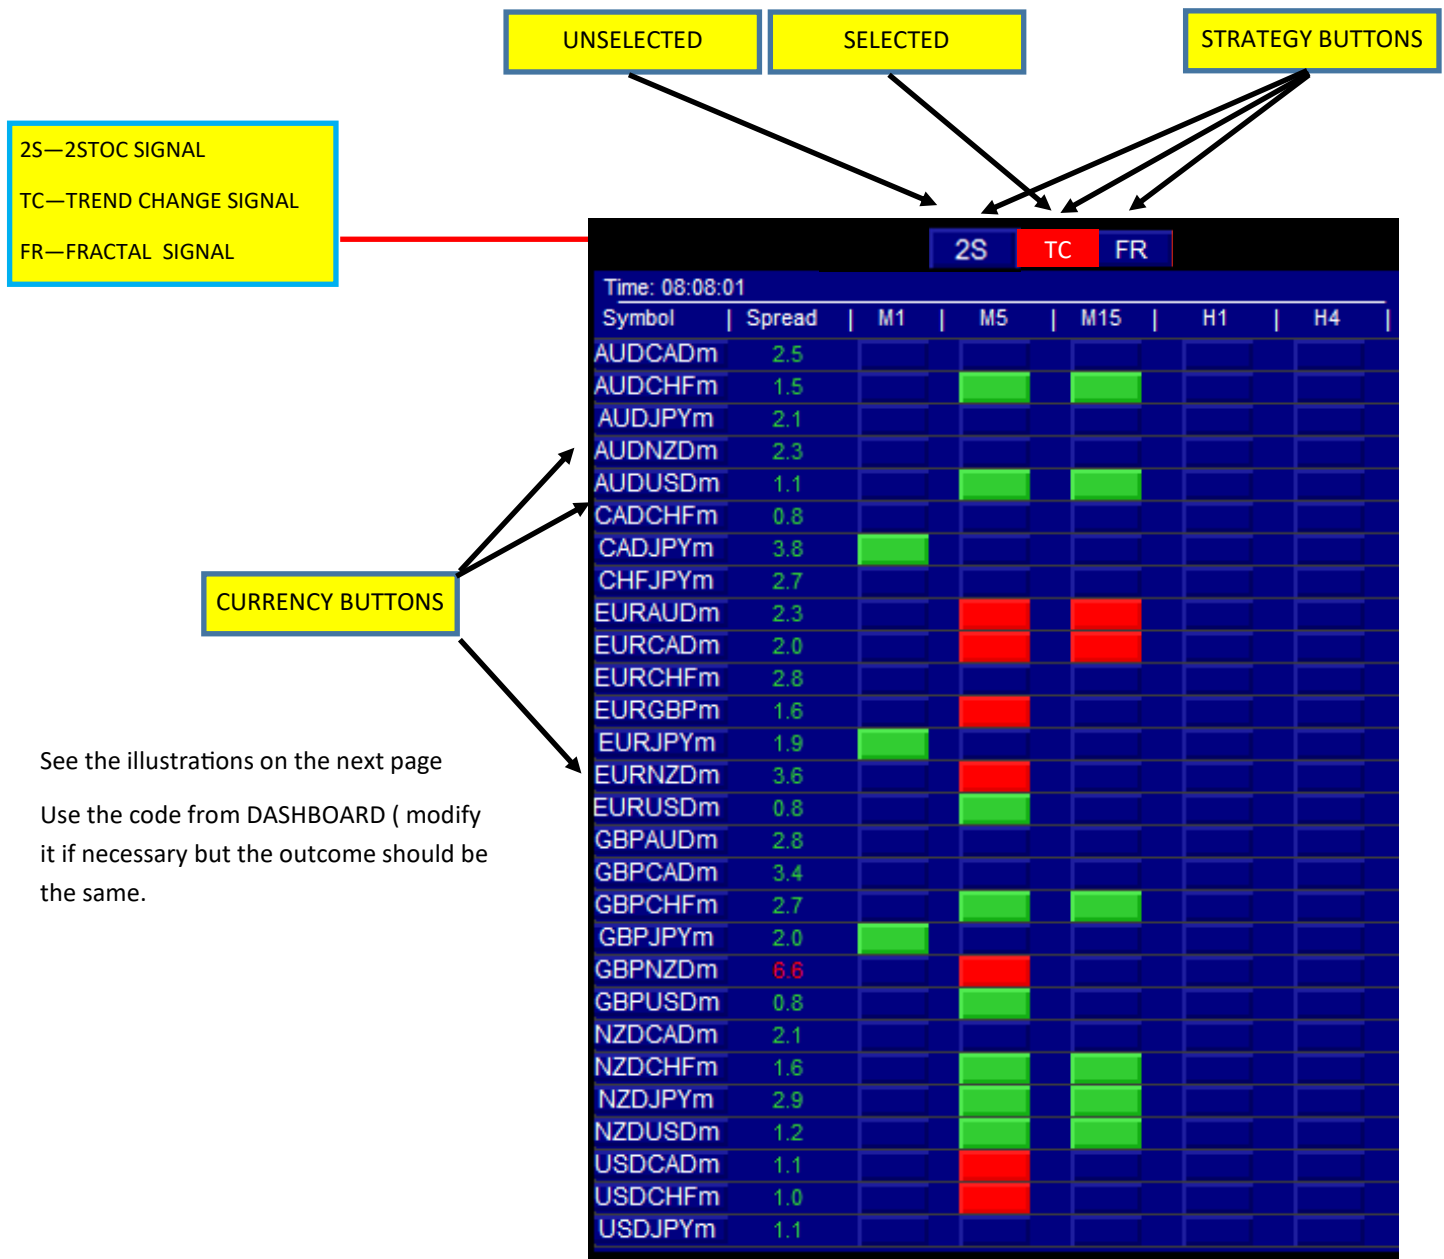 UNSELECTED
SELECTED
STRATEGY BUTTONS
2S—2STOC SIGNAL
TC—TREND CHANGE SIGNAL
FR—FRACTAL  SIGNAL
2S TC FR
Time: 08:08:01
Symbol | Spread | M1 | M5 | M15 | H1 | H4 |
AUDCADm 2.5
AUDCHFm 1.5
AUDJPYm 2.1
AUDNZDm 2.3
AUDUSDm 1.1
CADCHFm 0.8
CADJPYm 3.8
CHFJPYm 2.7
EURAUDm 2.3
EURCADm 2.0
EURCHFm 2.8
EURGBPm 1.6
EURJPYm 1.9
EURNZDm 3.6
EURUSDm 0.8
GBPAUDm 2.8
GBPCADm 3.4
GBPCHFm 2.7
GBPJPYm 2.0
GBPNZDm 6.6
GBPUSDm 0.8
NZDCADm 2.1
NZDCHFm 1.6
NZDJPYm 2.9
NZDUSDm 1.2
USDCADm 1.1
USDCHFm 1.0
USDJPYm 1.1
CURRENCY BUTTONS
See the illustrations on the next page
Use the code from DASHBOARD ( modify
it if necessary but the outcome should be
the same.